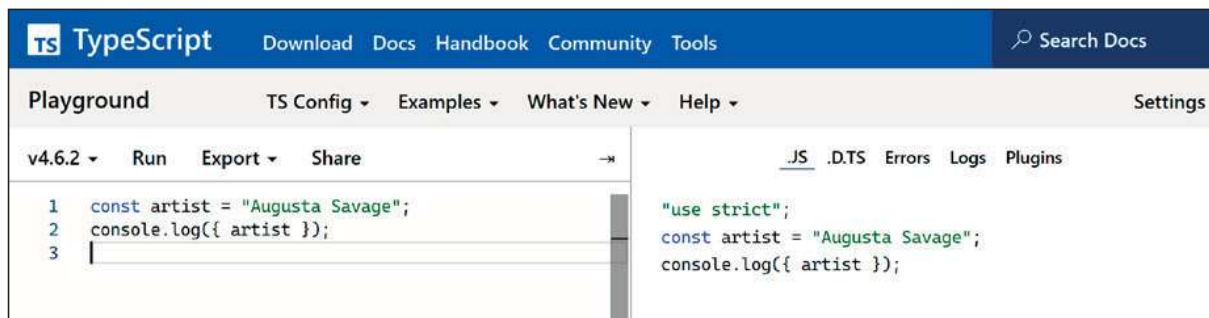 TS TypeScript Download Docs Handbook Community Tools Search Docs
Playground TS Config Examples What's New Help Settings
v4.6.2 Run Export Share .JS .D.TS Errors Logs Plugins
1 const artist = "Augusta Savage";
2 console.log({ artist });
3
"use strict";
const artist = "Augusta Savage";
console.log({ artist });